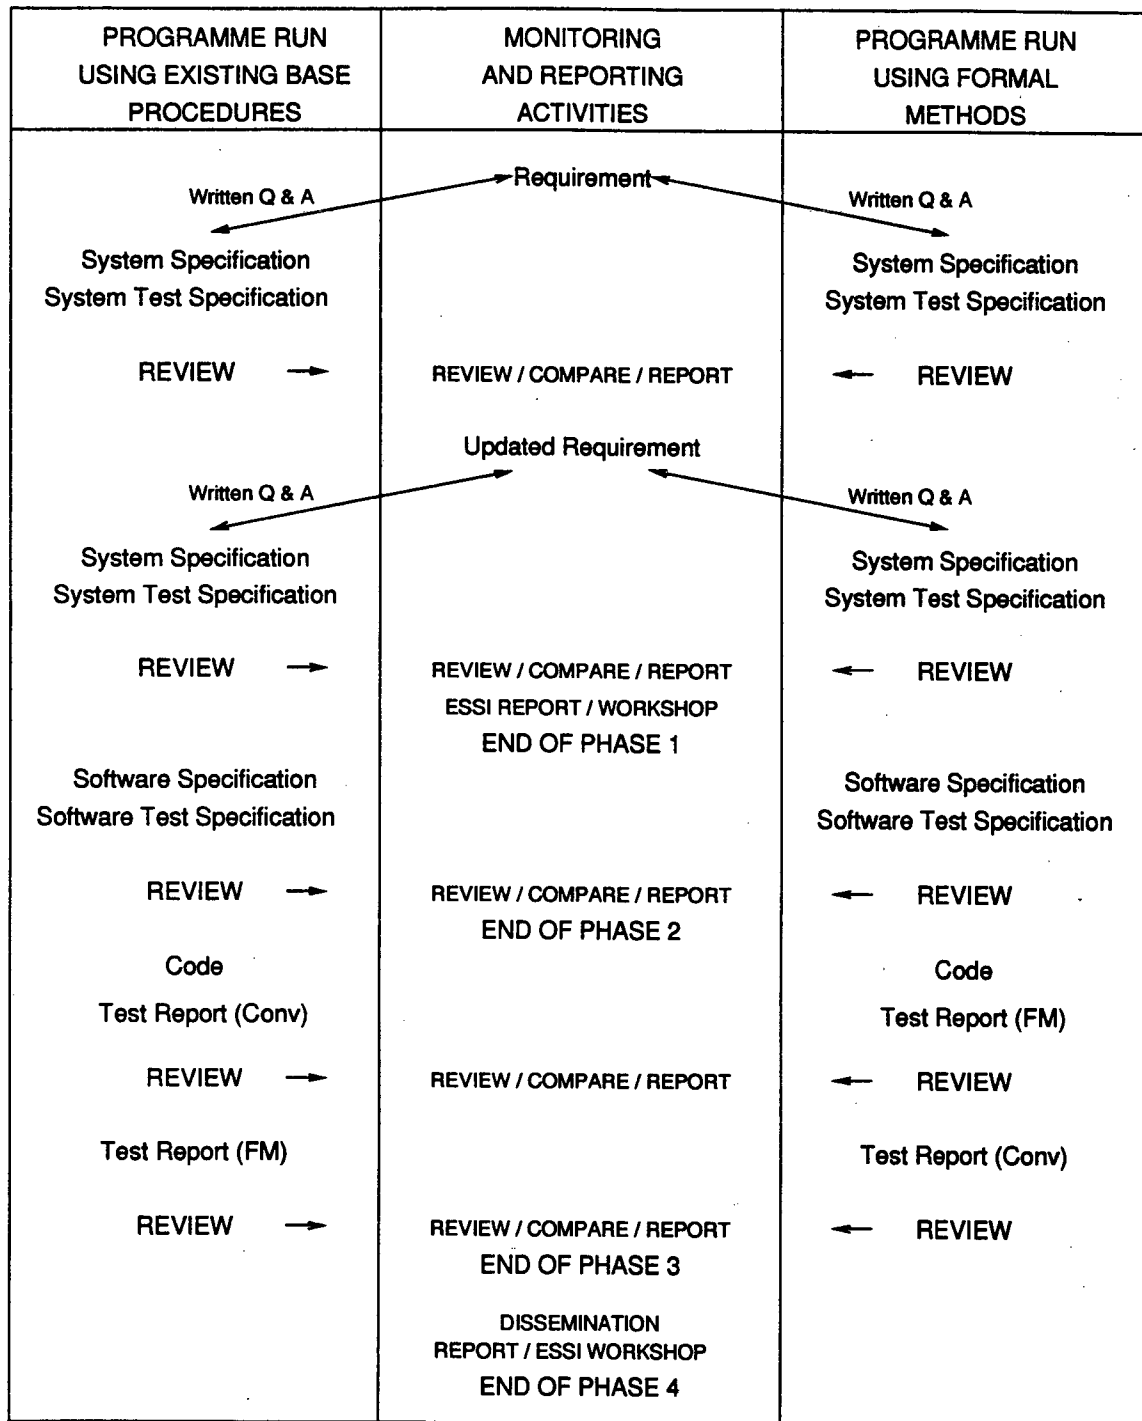 PROGRAMME RUN
USING EXISTING BASE
PROCEDURES
MONITORING
AND REPORTING
ACTIVITIES
PROGRAMME RUN
USING FORMAL
METHODS
Requirement
Written Q & A
Written Q & A
System Specification
System Test Specification
System Specification
System Test Specification
REVIEW
REVIEW / COMPARE / REPORT
REVIEW
Updated Requirement
Written Q & A
Written Q & A
System Specification
System Test Specification
System Specification
System Test Specification
REVIEW
REVIEW / COMPARE / REPORT
REVIEW
ESSI REPORT / WORKSHOP
END OF PHASE 1
Software Specification
Software Test Specification
Software Specification
Software Test Specification
REVIEW
REVIEW / COMPARE / REPORT
REVIEW
END OF PHASE 2
Code
Code
Test Report (Conv)
Test Report (FM)
REVIEW
REVIEW / COMPARE / REPORT
REVIEW
Test Report (FM)
Test Report (Conv)
REVIEW
REVIEW / COMPARE / REPORT
REVIEW
END OF PHASE 3
DISSEMINATION
REPORT / ESSI WORKSHOP
END OF PHASE 4